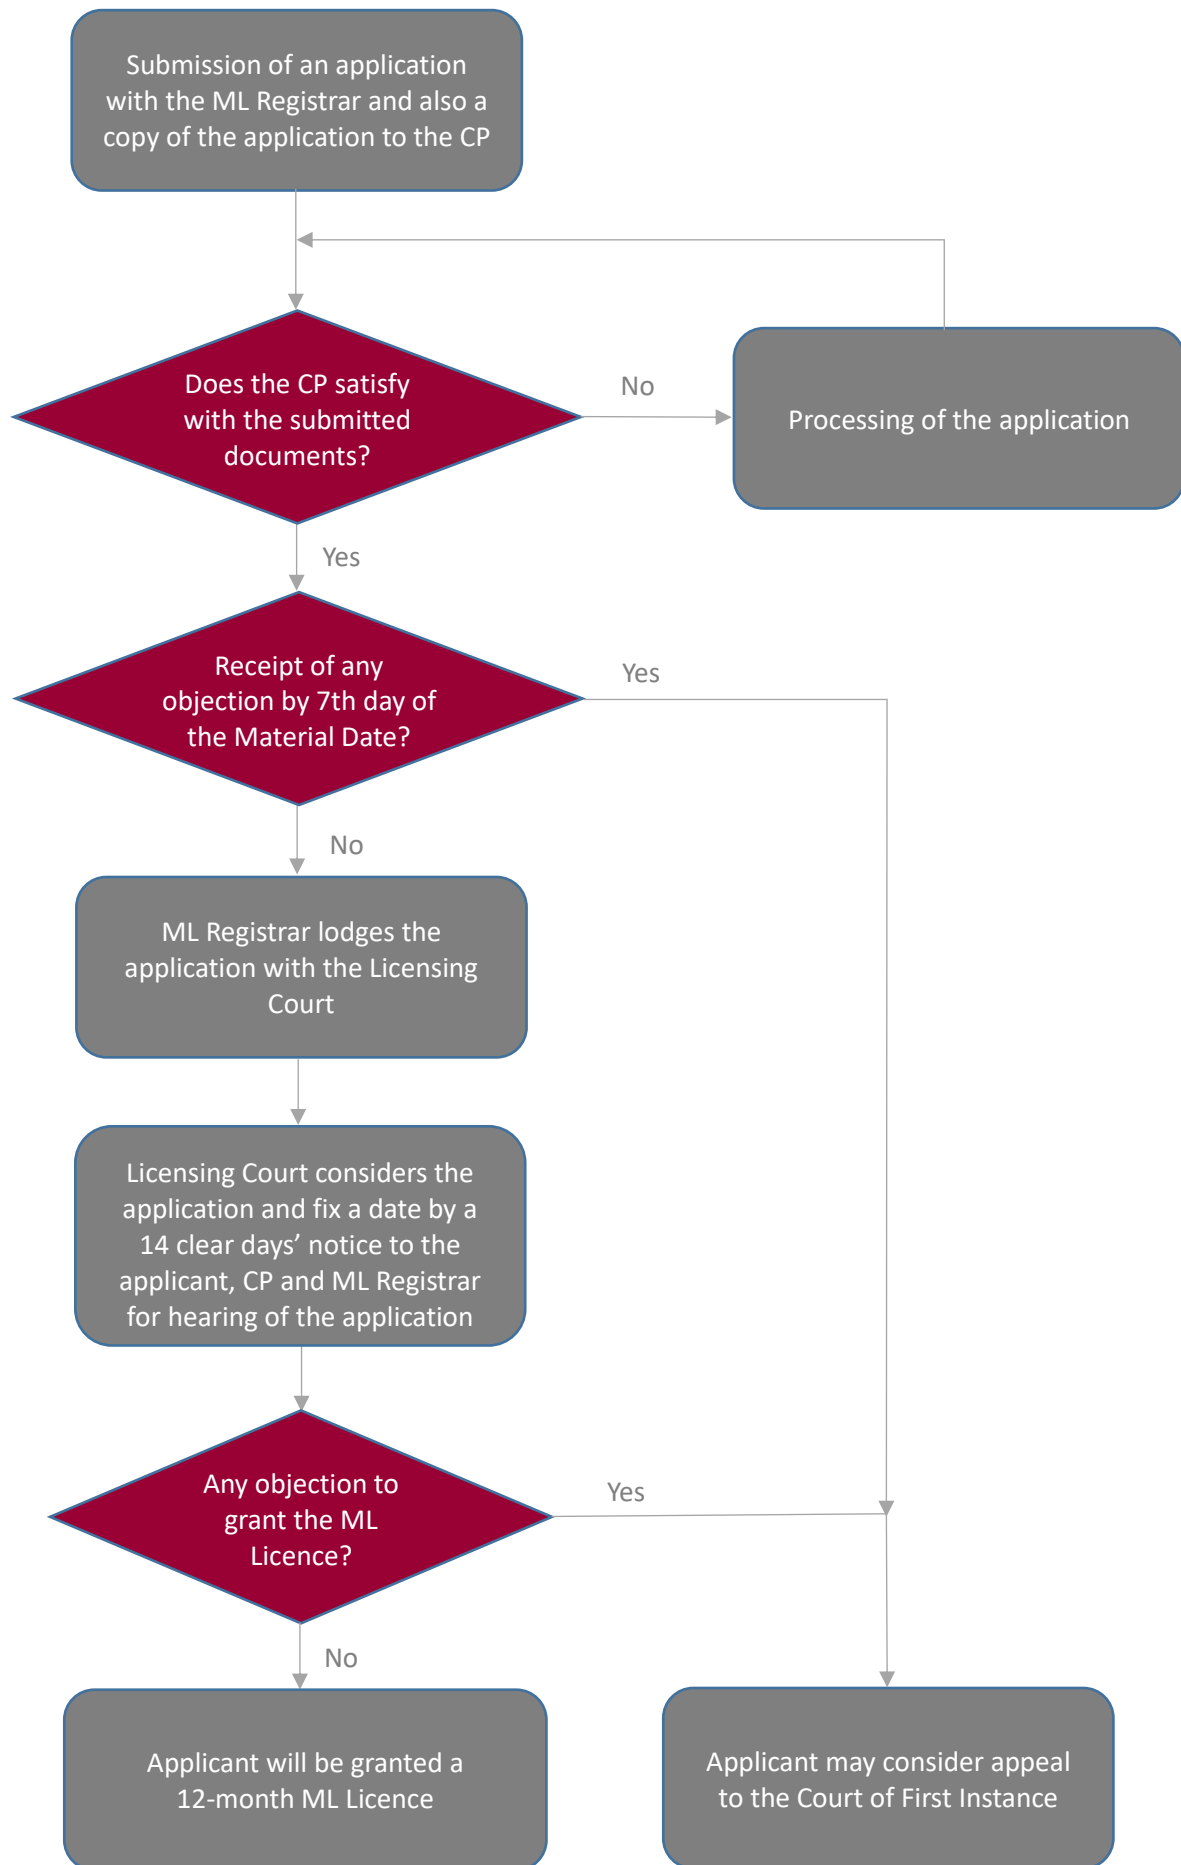 Submission of an application
with the ML Registrar and also a
copy of the application to the CP
Does the CP satisfy
with the submitted
documents?
No
Processing of the application
Yes
Receipt of any
objection by 7th day of
the Material Date?
Yes
No
ML Registrar lodges the
application with the Licensing
Court
Licensing Court considers the
application and fix a date by a
14 clear days’ notice to the
applicant, CP and ML Registrar
for hearing of the application
Any objection to
grant the ML
Licence?
Yes
No
Applicant will be granted a
12-month ML Licence
Applicant may consider appeal
to the Court of First Instance